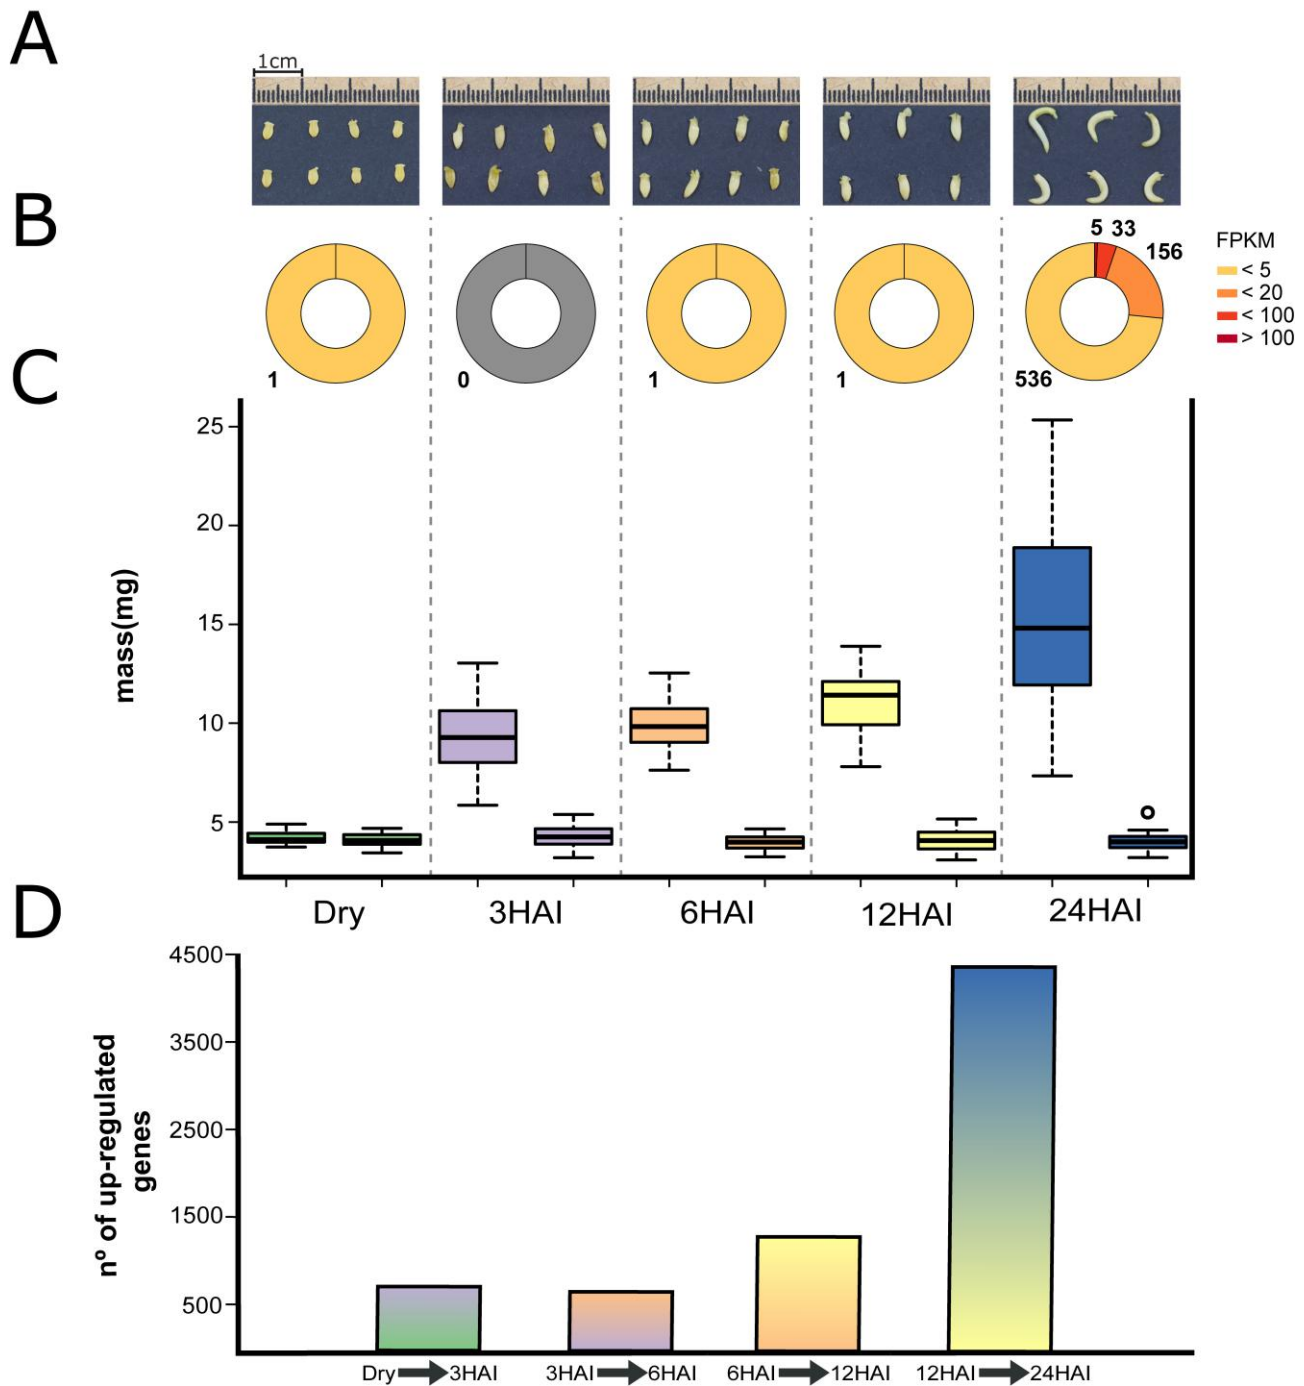 A
1cm
B
5 33
156
1
0
1
1
536
FPKM
< 5
< 20
< 100
> 100
C
25
20
15
10
5
mass(mg)
Dry 3HAI 6HAI 12HAI 24HAI
D
4500
3500
2500
1500
500
nº of up-regulated
genes
Dry 3HAI 3HAI 6HAI 6HAI 12HAI 12HAI 24HAI